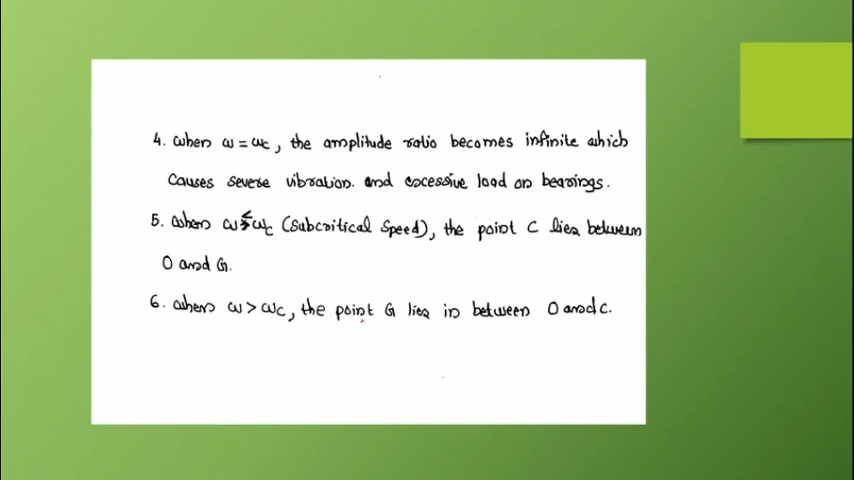 4. when ω = ωc, the amplitude ratio becomes infinite which
causes severe vibration. and excessive load on bearings.
5. when ω < ωc (Subcritical Speed), the point C lies between
O and G.
6. when ω > ωc, the point G lies in between O and C.